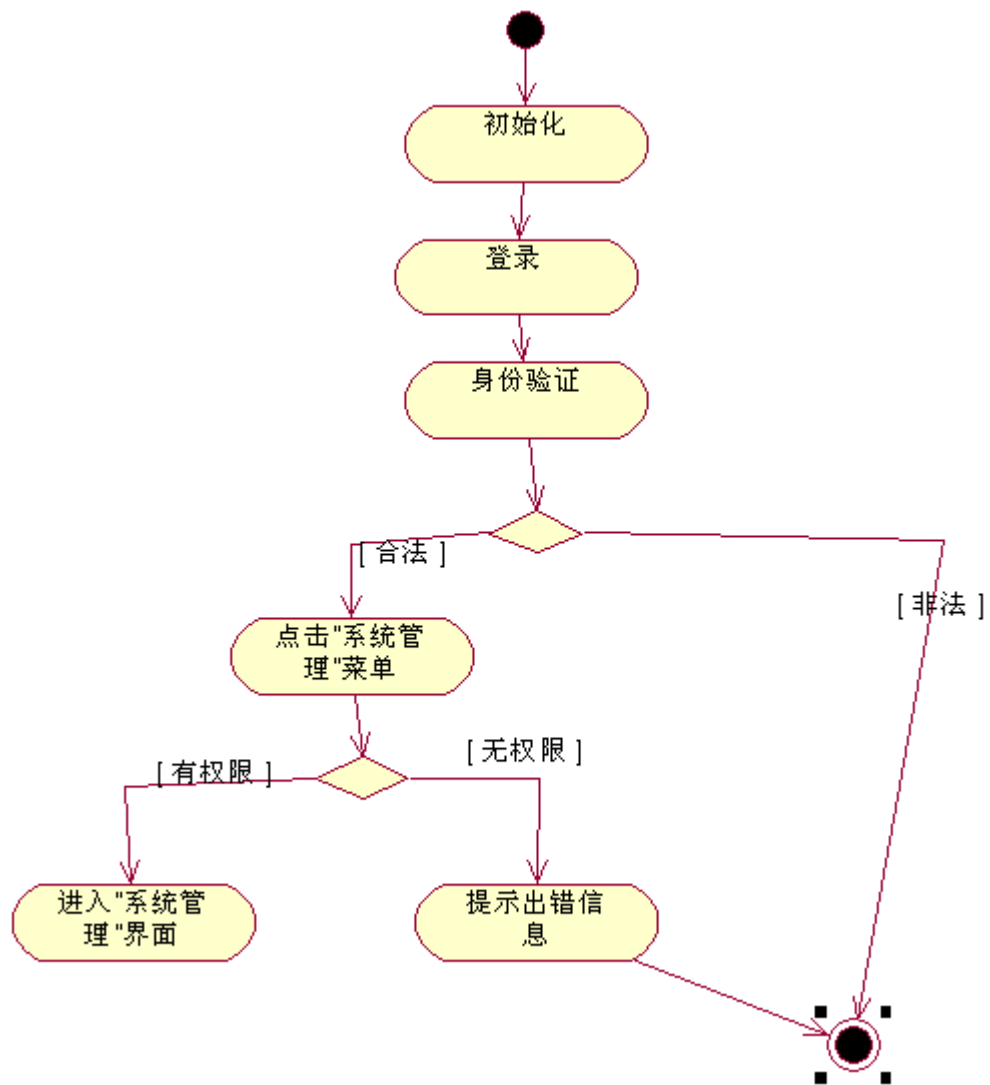 初始化
登录
身份验证
[ 合法 ]
[ 非法 ]
点击"系统管
理"菜单
[ 无权限 ]
[ 有权限 ]
进入"系统管
理"界面
提示出错信
息